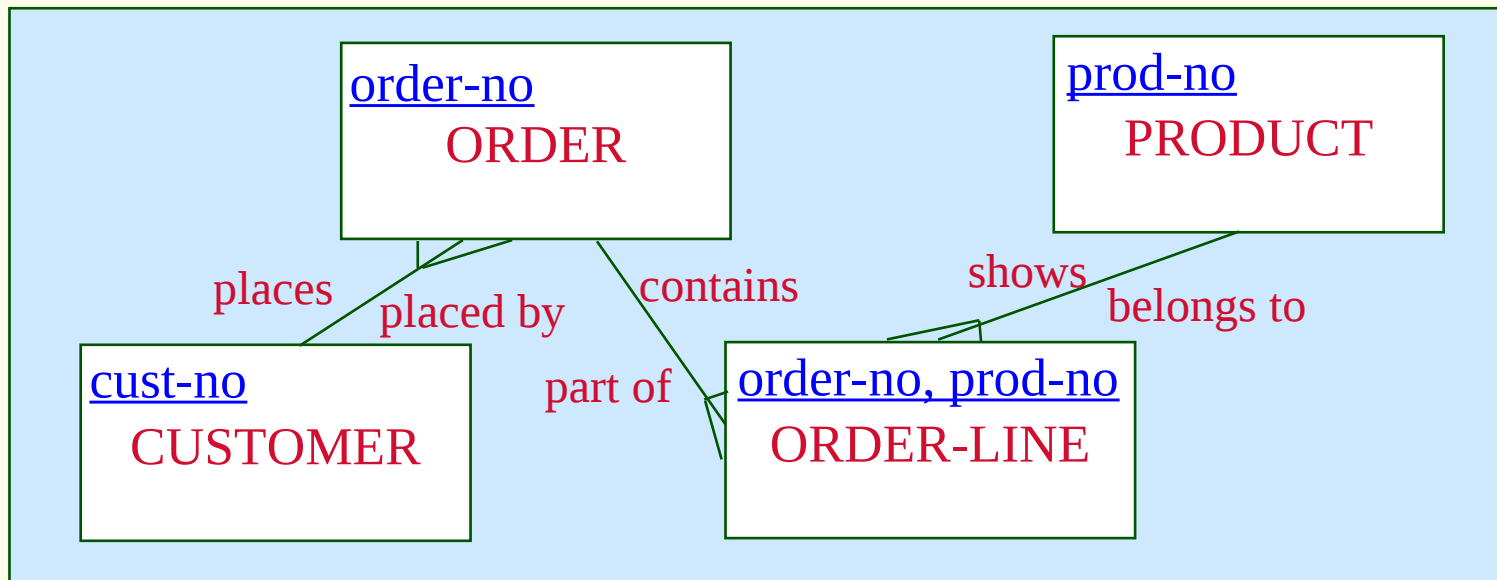 order-no
ORDER
prod-no
PRODUCT
places
placed by
contains
shows
belongs to
part of
cust-no
CUSTOMER
order-no, prod-no
ORDER-LINE